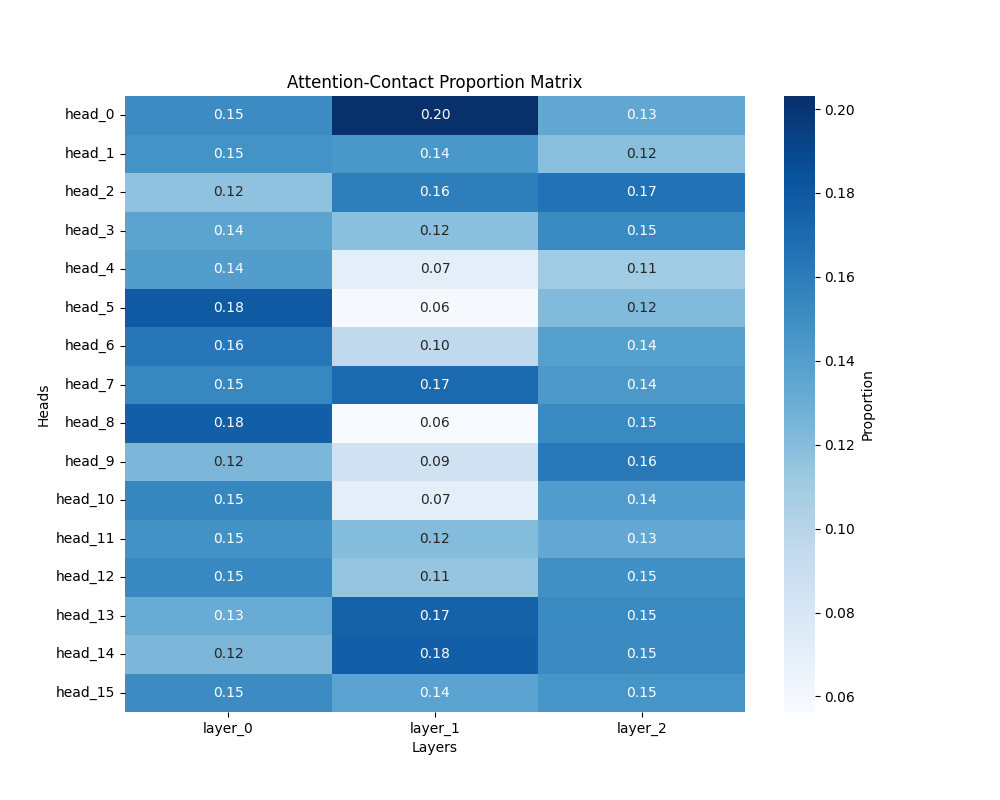 Attention-Contact Proportion Matrix
head_0 0.15 0.20 0.13
head_1 0.15 0.14 0.12
head_2 0.12 0.16 0.17
head_3 0.14 0.12 0.15
head_4 0.14 0.07 0.11
head_5 0.18 0.06 0.12
head_6 0.16 0.10 0.14
head_7 0.15 0.17 0.14
head_8 0.18 0.06 0.15
head_9 0.12 0.09 0.16
head_10 0.15 0.07 0.14
head_11 0.15 0.12 0.13
head_12 0.15 0.11 0.15
head_13 0.13 0.17 0.15
head_14 0.12 0.18 0.15
head_15 0.15 0.14 0.15
layer_0 layer_1 layer_2
Layers
Heads
0.20
0.18
0.16
0.14
0.12
0.10
0.08
0.06
Proportion